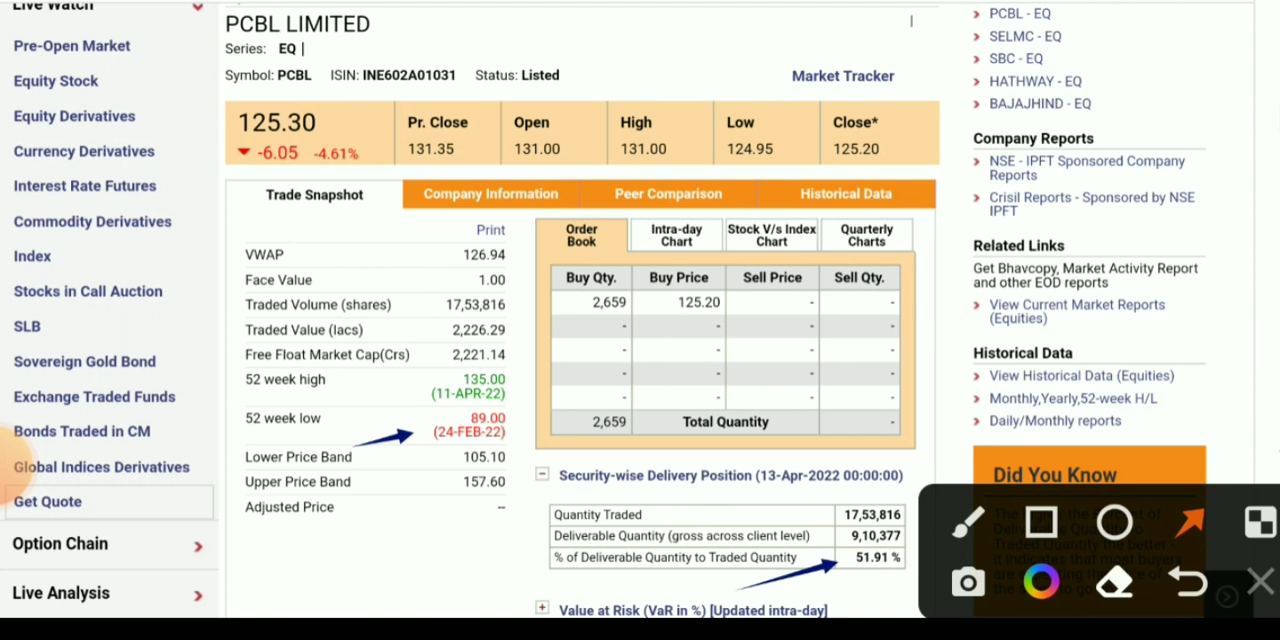 Live Watch
Pre-Open Market
Equity Stock
Equity Derivatives
Currency Derivatives
Interest Rate Futures
Commodity Derivatives
Index
Stocks in Call Auction
SLB
Sovereign Gold Bond
Exchange Traded Funds
Bonds Traded in CM
Global Indices Derivatives
Get Quote
Option Chain
Live Analysis
PCBL LIMITED
Series: EQ |
Symbol: PCBL ISIN: INE602A01031 Status: Listed
Market Tracker
125.30
-6.05 -4.61%
Pr. Close Open High Low Close*
131.35 131.00 131.00 124.95 125.20
Trade Snapshot Company Information Peer Comparison Historical Data
Print
VWAP 126.94
Face Value 1.00
Traded Volume (shares) 17,53,816
Traded Value (lacs) 2,226.29
Free Float Market Cap(Crs) 2,221.14
52 week high 135.00
(11-APR-22)
52 week low 89.00
(24-FEB-22)
Lower Price Band 105.10
Upper Price Band 157.60
Adjusted Price --
Order
Book
Intra-day
Chart
Stock V/s Index
Chart
Quarterly
Charts
Buy Qty. Buy Price Sell Price Sell Qty.
2,659 125.20 - -
- - - -
- - - -
- - - -
- - - -
2,659 Total Quantity -
Security-wise Delivery Position (13-Apr-2022 00:00:00)
Quantity Traded 17,53,816
Deliverable Quantity (gross across client level) 9,10,377
% of Deliverable Quantity to Traded Quantity 51.91 %
Value at Risk (VaR in %) [Updated intra-day]
PCBL - EQ
SELMC - EQ
SBC - EQ
HATHWAY - EQ
BAJAJHIND - EQ
Company Reports
NSE - IPFT Sponsored Company
Reports
Crisil Reports - Sponsored by NSE
IPFT
Related Links
Get Bhavcopy, Market Activity Report
and other EOD reports
View Current Market Reports
(Equities)
Historical Data
View Historical Data (Equities)
Monthly,Yearly,52-week H/L
Daily/Monthly reports
Did You Know